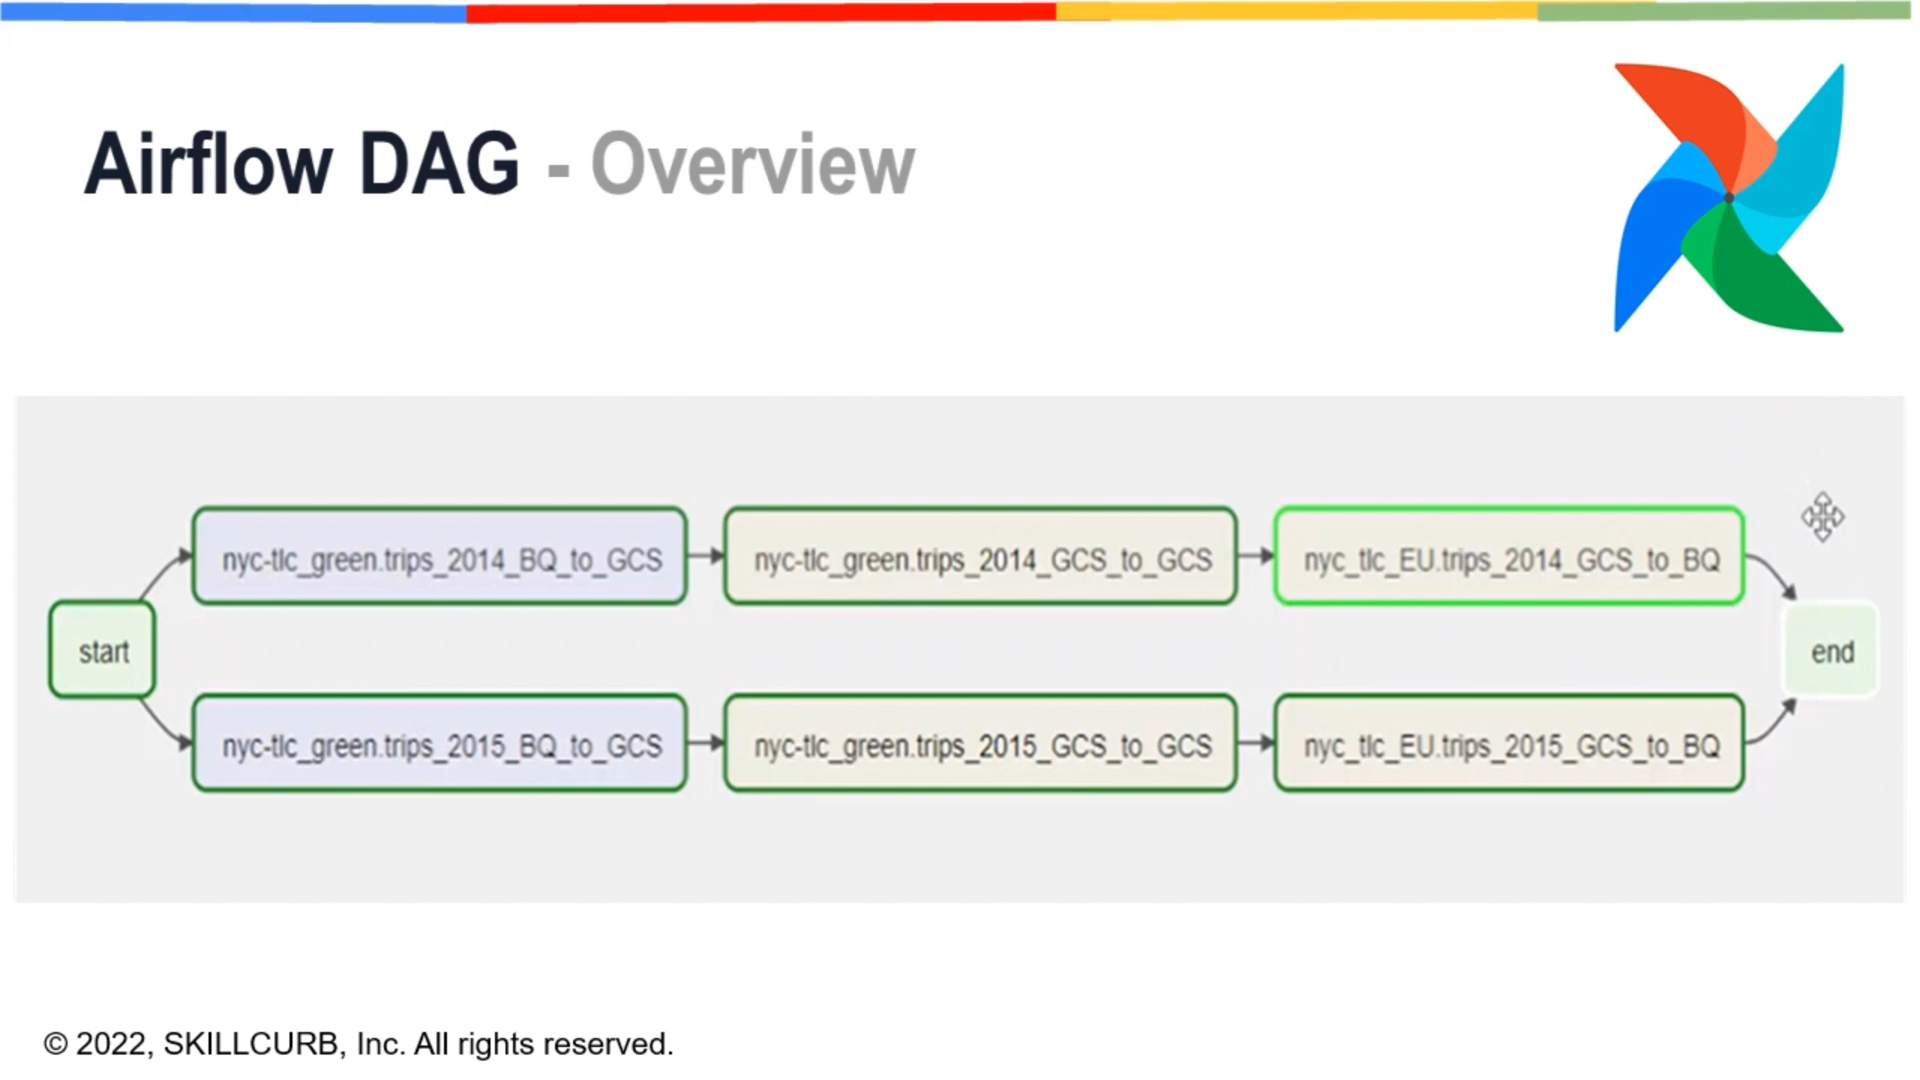 Airflow DAG - Overview
nyc-tlc_green.trips_2014_BQ_to_GCS
nyc-tlc_green.trips_2014_GCS_to_GCS
nyc_tlc_EU.trips_2014_GCS_to_BQ
start
end
nyc-tlc_green.trips_2015_BQ_to_GCS
nyc-tlc_green.trips_2015_GCS_to_GCS
nyc_tlc_EU.trips_2015_GCS_to_BQ
© 2022, SKILLCURB, Inc. All rights reserved.